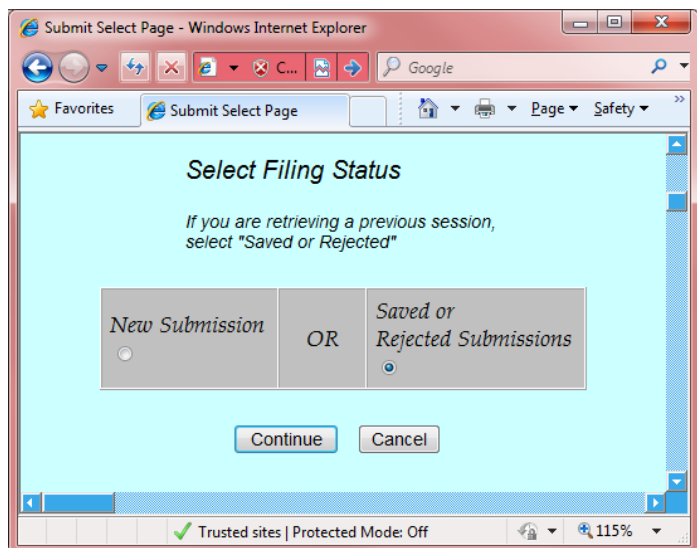 Submit Select Page - Windows Internet Explorer
C...
Google
Favorites
Submit Select Page
Page
Safety
»
Select Filing Status
If you are retrieving a previous session,
select "Saved or Rejected"
New Submission
OR
Saved or
Rejected Submissions
Continue
Cancel
Trusted sites | Protected Mode: Off
115%